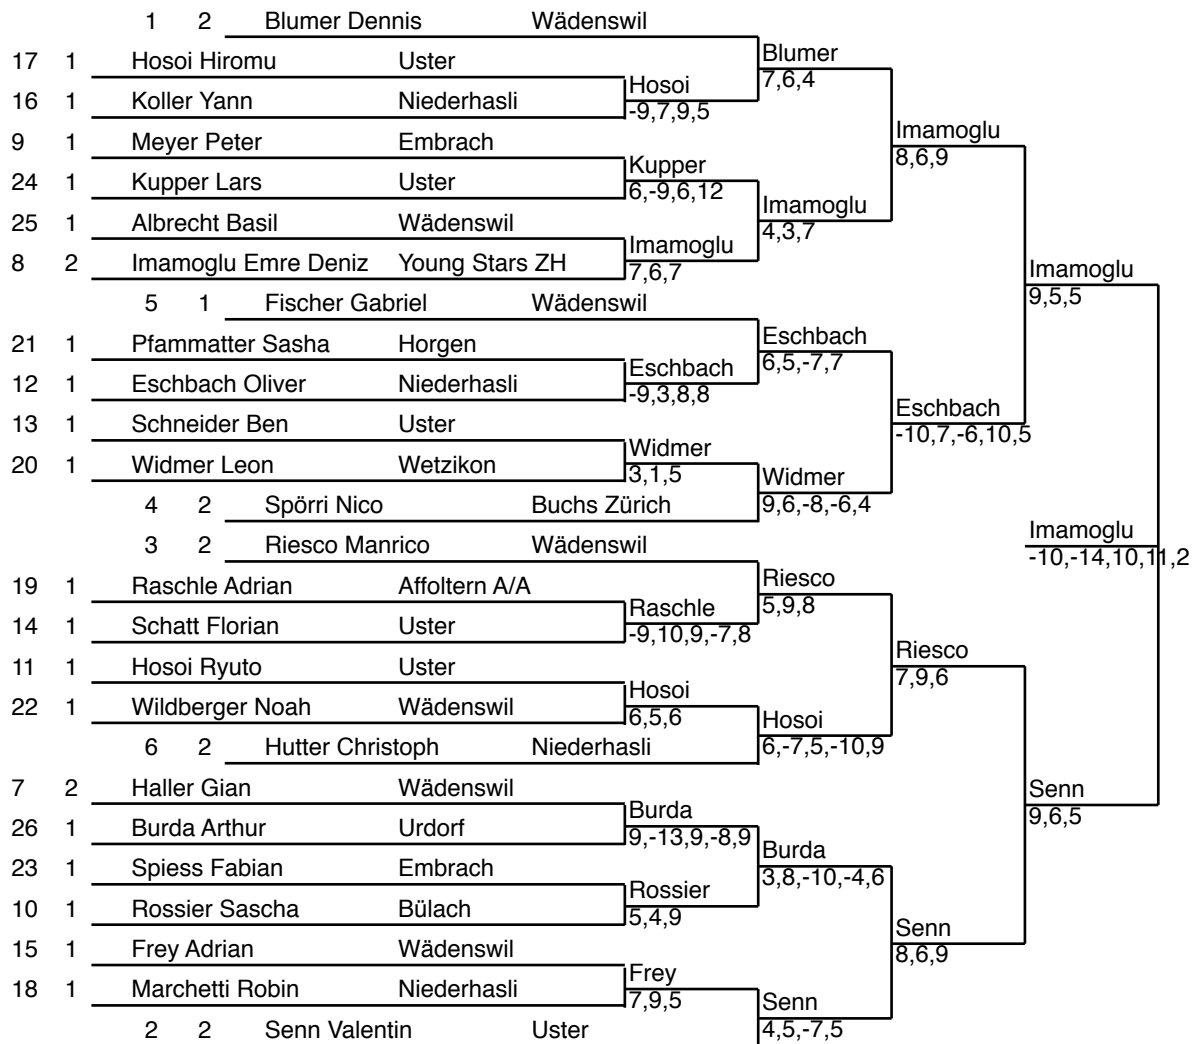 1 2 Blumer Dennis Wädenswil
Blumer
17 1 Hosoi Hiromu Uster
7,6,4
Hosoi
16 1 Koller Yann Niederhasli
-9,7,9,5
Imamoglu
9 1 Meyer Peter Embrach
8,6,9
Kupper
24 1 Kupper Lars Uster
6,-9,6,12
Imamoglu
25 1 Albrecht Basil Wädenswil
4,3,7
Imamoglu
8 2 Imamoglu Emre Deniz Young Stars ZH
7,6,7
Imamoglu
9,5,5
5 1 Fischer Gabriel Wädenswil
Eschbach
21 1 Pfammatter Sasha Horgen
6,5,-7,7
Eschbach
12 1 Eschbach Oliver Niederhasli
-9,3,8,8
Eschbach
13 1 Schneider Ben Uster
-10,7,-6,10,5
Widmer
20 1 Widmer Leon Wetzikon
3,1,5
Widmer
4 2 Spörri Nico Buchs Zürich
9,6,-8,-6,4
Imamoglu
3 2 Riesco Manrico Wädenswil
-10,-14,10,11,2
Riesco
19 1 Raschle Adrian Affoltern A/A
5,9,8
Raschle
14 1 Schatt Florian Uster
-9,10,9,-7,8
Riesco
11 1 Hosoi Ryuto Uster
7,9,6
Hosoi
22 1 Wildberger Noah Wädenswil
6,5,6
Hosoi
6 2 Hutter Christoph Niederhasli
6,-7,5,-10,9
7 2 Haller Gian Wädenswil
Senn
9,6,5
Burda
26 1 Burda Arthur Urdorf
9,-13,9,-8,9
Burda
23 1 Spiess Fabian Embrach
3,8,-10,-4,6
Rossier
10 1 Rossier Sascha Bülach
5,4,9
Senn
15 1 Frey Adrian Wädenswil
8,6,9
Frey
18 1 Marchetti Robin Niederhasli
7,9,5
Senn
2 2 Senn Valentin Uster
4,5,-7,5